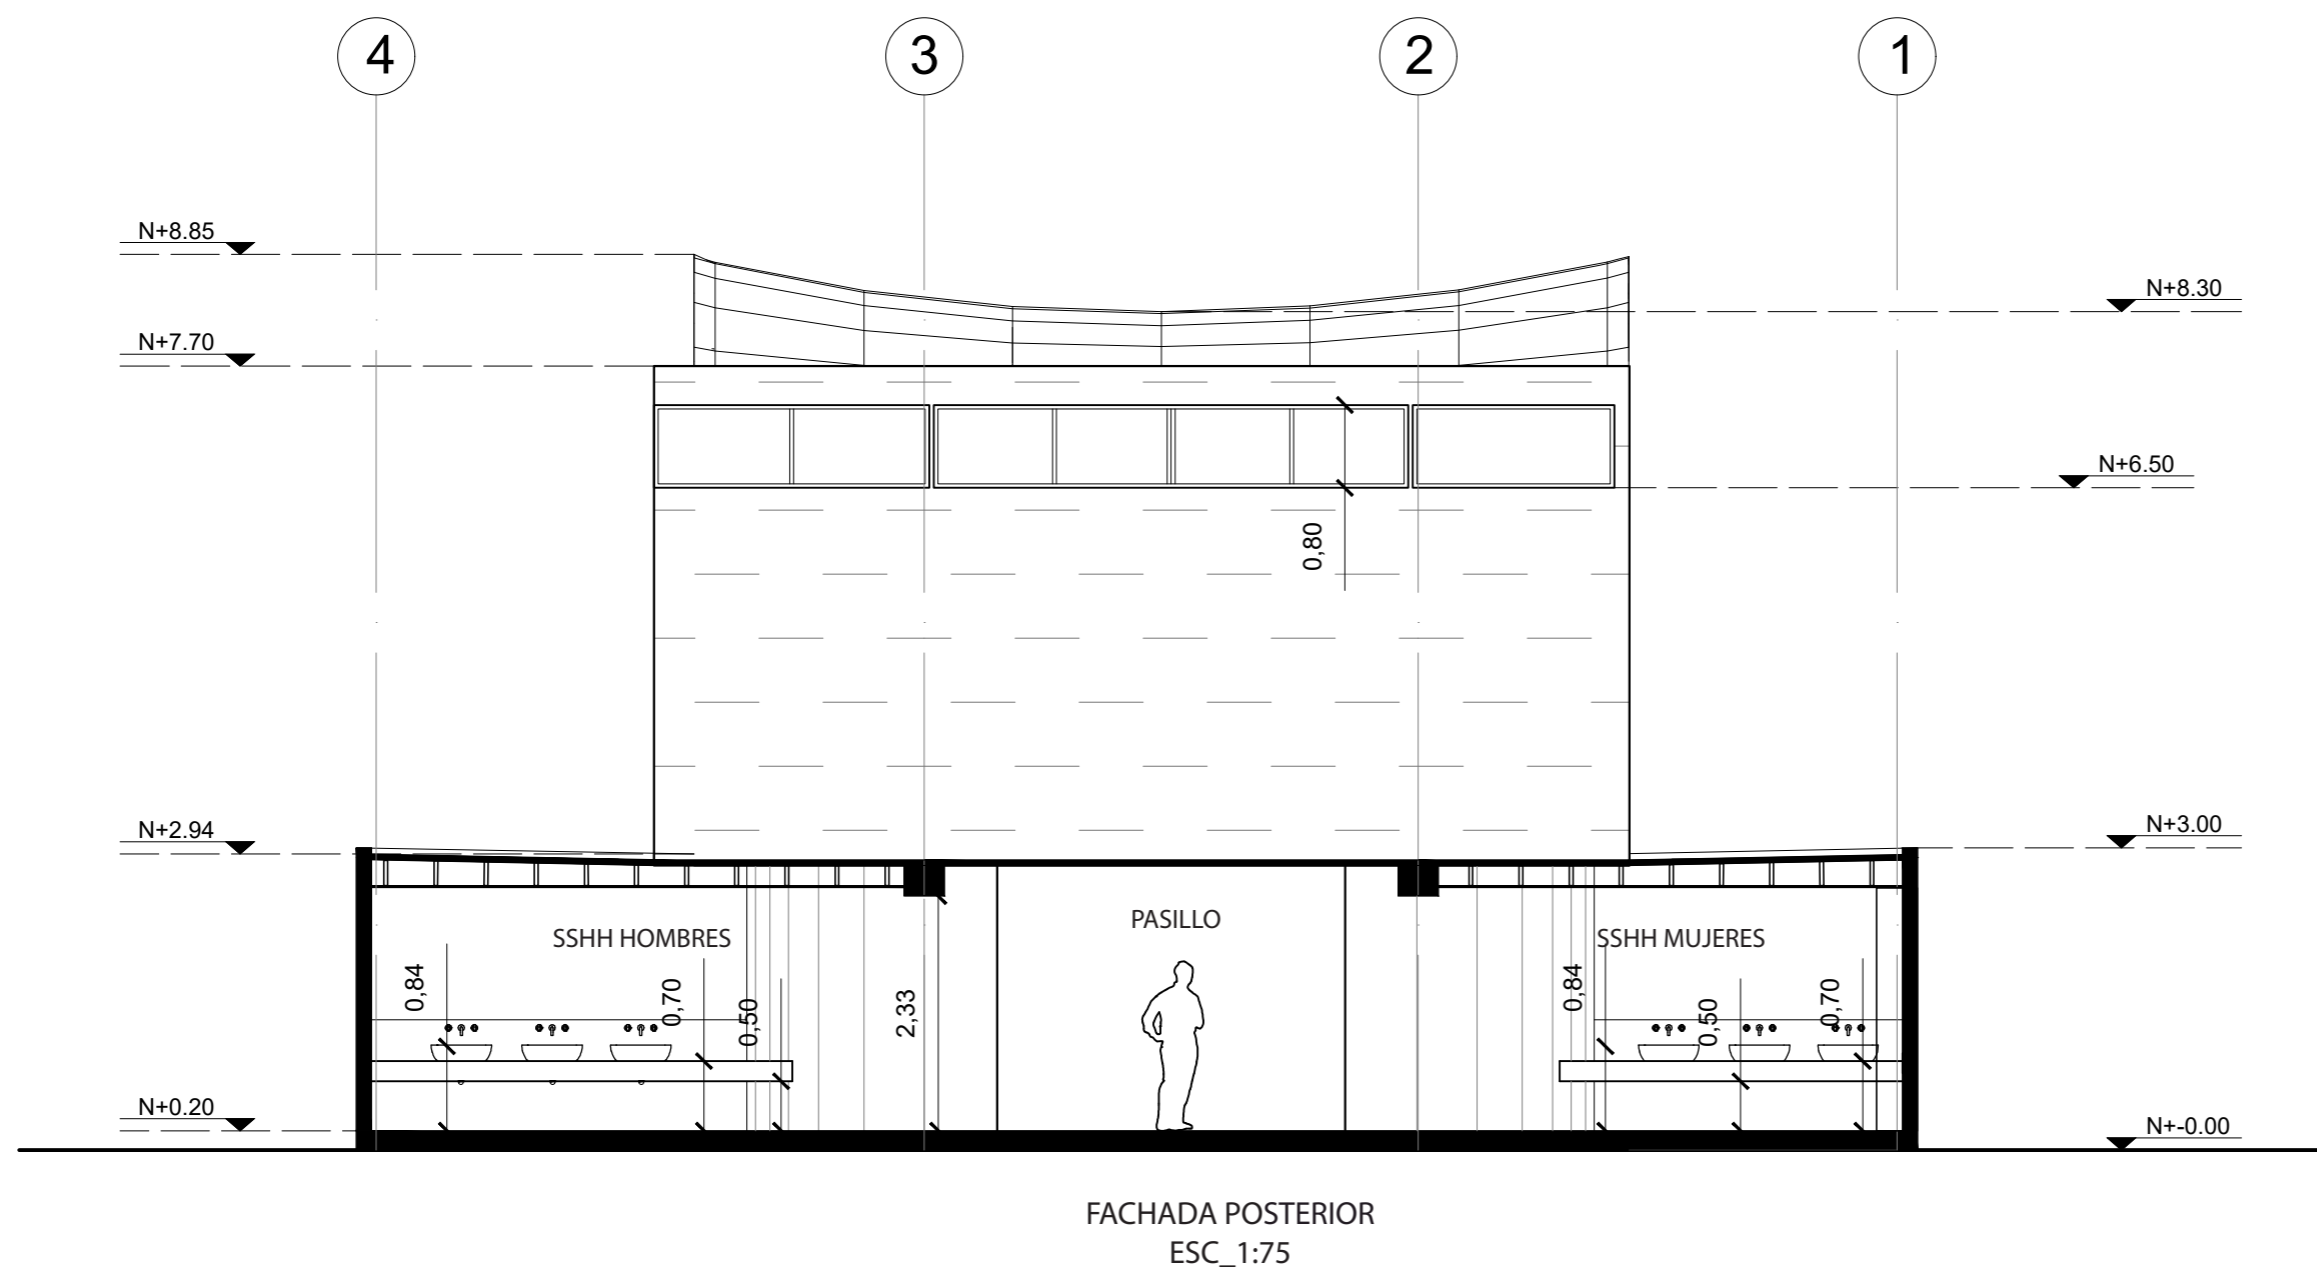 4
3
2
1
N+8.85
N+8.30
N+7.70
N+6.50
0,80
N+2.94
N+3.00
PASILLO
SSHH HOMBRES
SSHH MUJERES
0,84
0,70
0,50
2,33
0,84
0,50
0,70
N+0.20
N+-0.00
FACHADA POSTERIOR
ESC_1:75